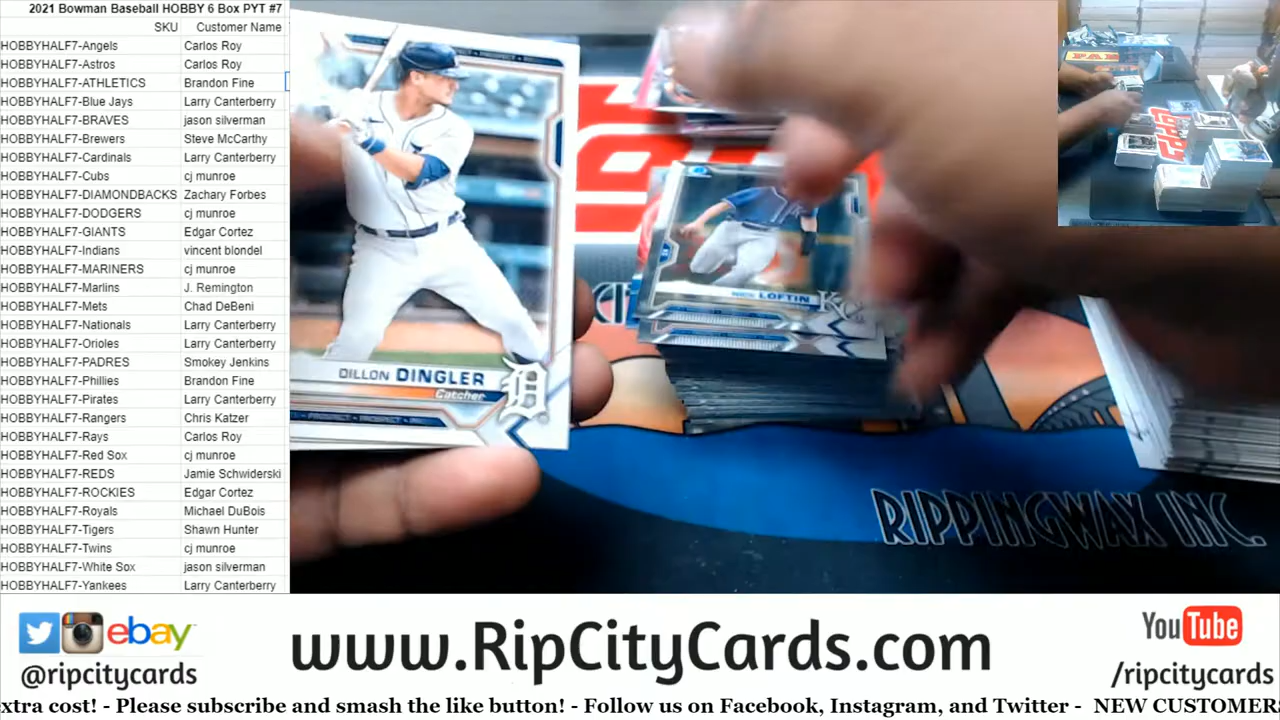 2021 Bowman Baseball HOBBY 6 Box PYT #7
SKU Customer Name
HOBBYHALF7-Angels Carlos Roy
HOBBYHALF7-Astros Carlos Roy
HOBBYHALF7-ATHLETICS Brandon Fine
HOBBYHALF7-Blue Jays Larry Canterberry
HOBBYHALF7-BRAVES jason silverman
HOBBYHALF7-Brewers Steve McCarthy
HOBBYHALF7-Cardinals Larry Canterberry
HOBBYHALF7-Cubs cj munroe
HOBBYHALF7-DIAMONDBACKS Zachary Forbes
HOBBYHALF7-DODGERS cj munroe
HOBBYHALF7-GIANTS Edgar Cortez
HOBBYHALF7-Indians vincent blondel
HOBBYHALF7-MARINERS cj munroe
HOBBYHALF7-Marlins J. Remington
HOBBYHALF7-Mets Chad DeBeni
HOBBYHALF7-Nationals Larry Canterberry
HOBBYHALF7-Orioles Larry Canterberry
HOBBYHALF7-PADRES Smokey Jenkins
HOBBYHALF7-Phillies Brandon Fine
HOBBYHALF7-Pirates Larry Canterberry
HOBBYHALF7-Rangers Chris Katzer
HOBBYHALF7-Rays Carlos Roy
HOBBYHALF7-Red Sox cj munroe
HOBBYHALF7-REDS Jamie Schwiderski
HOBBYHALF7-ROCKIES Edgar Cortez
HOBBYHALF7-Royals Michael DuBois
HOBBYHALF7-Tigers Shawn Hunter
HOBBYHALF7-Twins cj munroe
HOBBYHALF7-White Sox jason silverman
HOBBYHALF7-Yankees Larry Canterberry
DILLON DINGLER
Catcher
D
NICK LOFTIN
KC
RIPPINGWAX INC.
ebay
@ripcitycards
www.RipCityCards.com
YouTube
/ripcitycards
extra cost! - Please subscribe and smash the like button! - Follow us on Facebook, Instagram, and Twitter - NEW CUSTOMER